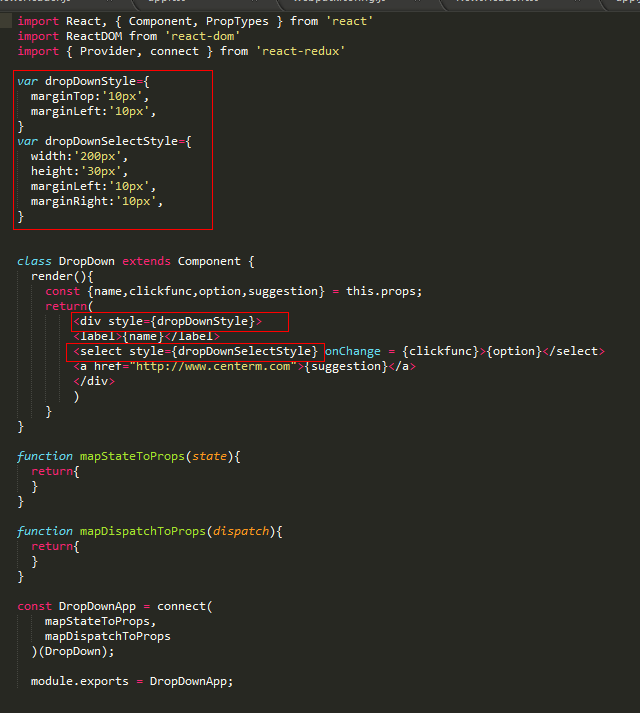 import React, { Component, PropTypes } from 'react'
import ReactDOM from 'react-dom'
import { Provider, connect } from 'react-redux'
var dropDownStyle={
marginTop:'10px',
marginLeft:'10px',
}
var dropDownSelectStyle={
width:'200px',
height:'30px',
marginLeft:'10px',
marginRight:'10px',
}
class DropDown extends Component {
render(){
const {name,clickfunc,option,suggestion} = this.props;
return(
<div style={dropDownStyle}>
<label>{name}</label>
<select style={dropDownSelectStyle} onChange = {clickfunc}>{option}</select>
<a href="http://www.centerm.com">{suggestion}</a>
</div>
)
}
}
function mapStateToProps(state){
return{
}
}
function mapDispatchToProps(dispatch){
return{
}
}
const DropDownApp = connect(
mapStateToProps,
mapDispatchToProps
)(DropDown);
module.exports = DropDownApp;